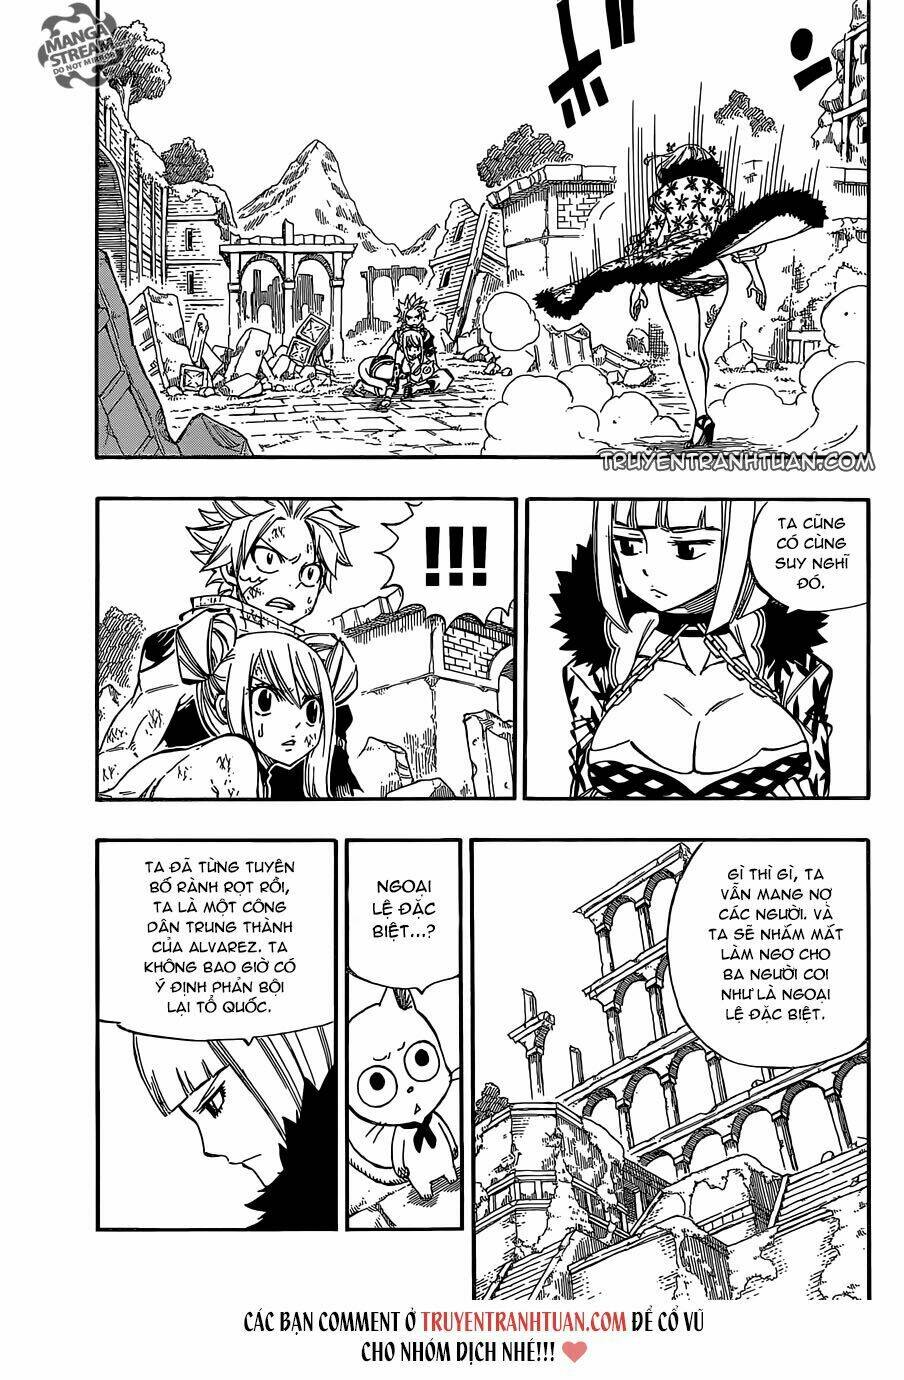 MANGA
STREAM.COM
DO NOT MIRROR
TRUYENTRANHTUAN.COM
TA CŨNG
CÓ CÙNG
SUY NGHĨ
ĐÓ.
!!!
GÌ THÌ GÌ, TA
VẪN MANG NỢ
CÁC NGƯỜI. VÀ
TA SẼ NHẮM MẮT
LÀM NGƠ CHO
BA NGƯỜI COI
NHƯ LÀ NGOẠI
LỆ ĐẶC BIỆT.
NGOẠI
LỆ ĐẶC
BIỆT...?
TA ĐÃ TỪNG TUYÊN
BỐ RÀNH RỌT RỒI,
TA LÀ MỘT CÔNG
DÂN TRUNG THÀNH
CỦA ALVAREZ. TA
KHÔNG BAO GIỜ CÓ
Ý ĐỊNH PHẢN BỘI
LẠI TỔ QUỐC.
CÁC BẠN COMMENT Ở TRUYENTRANHTUAN.COM ĐỂ CỔ VŨ
CHO NHÓM DỊCH NHÉ!!! ❤